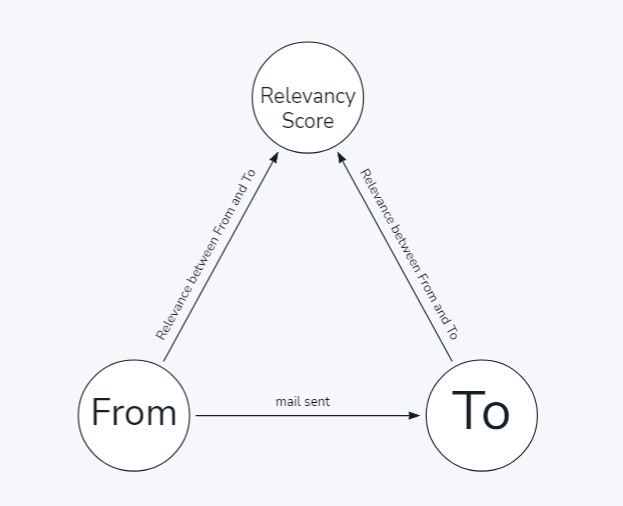 Relevancy
Score
Relevance between From and To
Relevance between From and To
From
mail sent
To